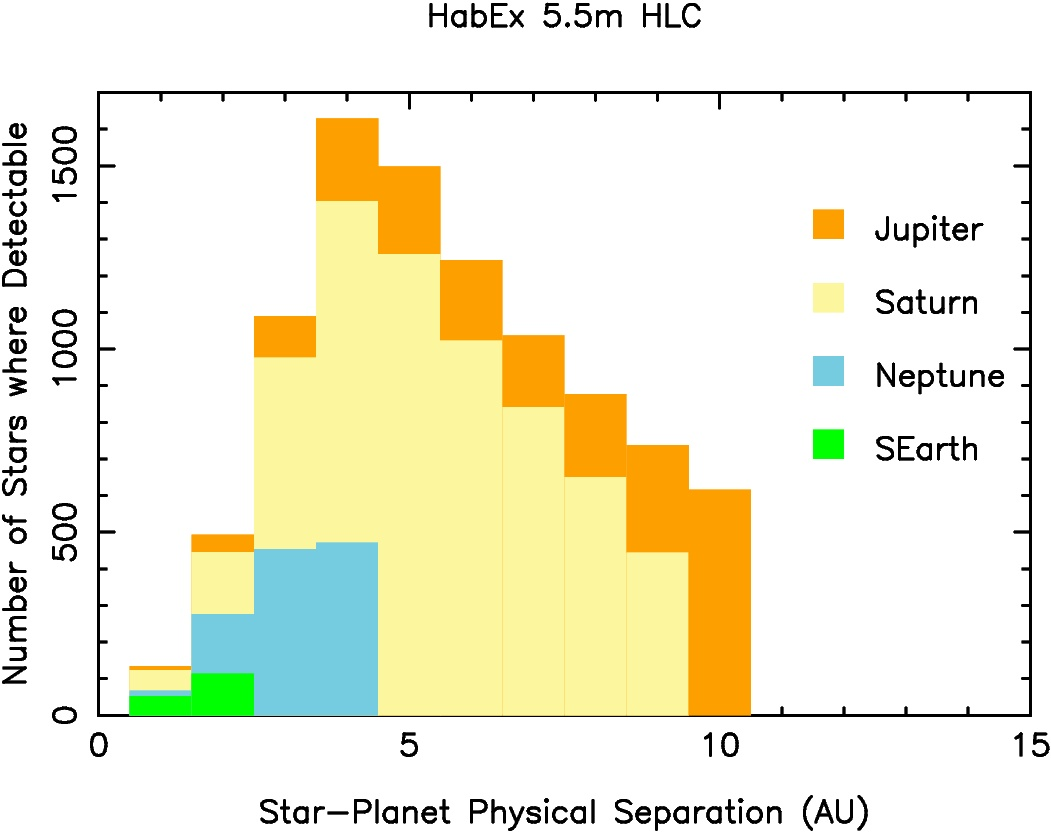 HabEx 5.5m HLC
Number of Stars where Detectable
1500
1000
500
0
Jupiter
Saturn
Neptune
SEarth
0 5 10 15
Star-Planet Physical Separation (AU)